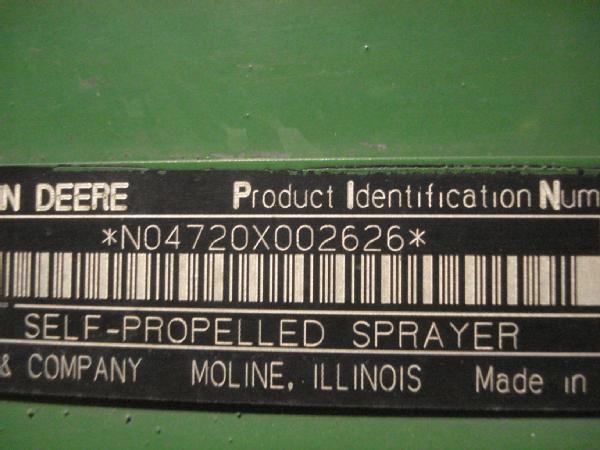 N DEERE Product Identification Num
*N04720X002626*
SELF-PROPELLED SPRAYER
& COMPANY MOLINE, ILLINOIS Made in